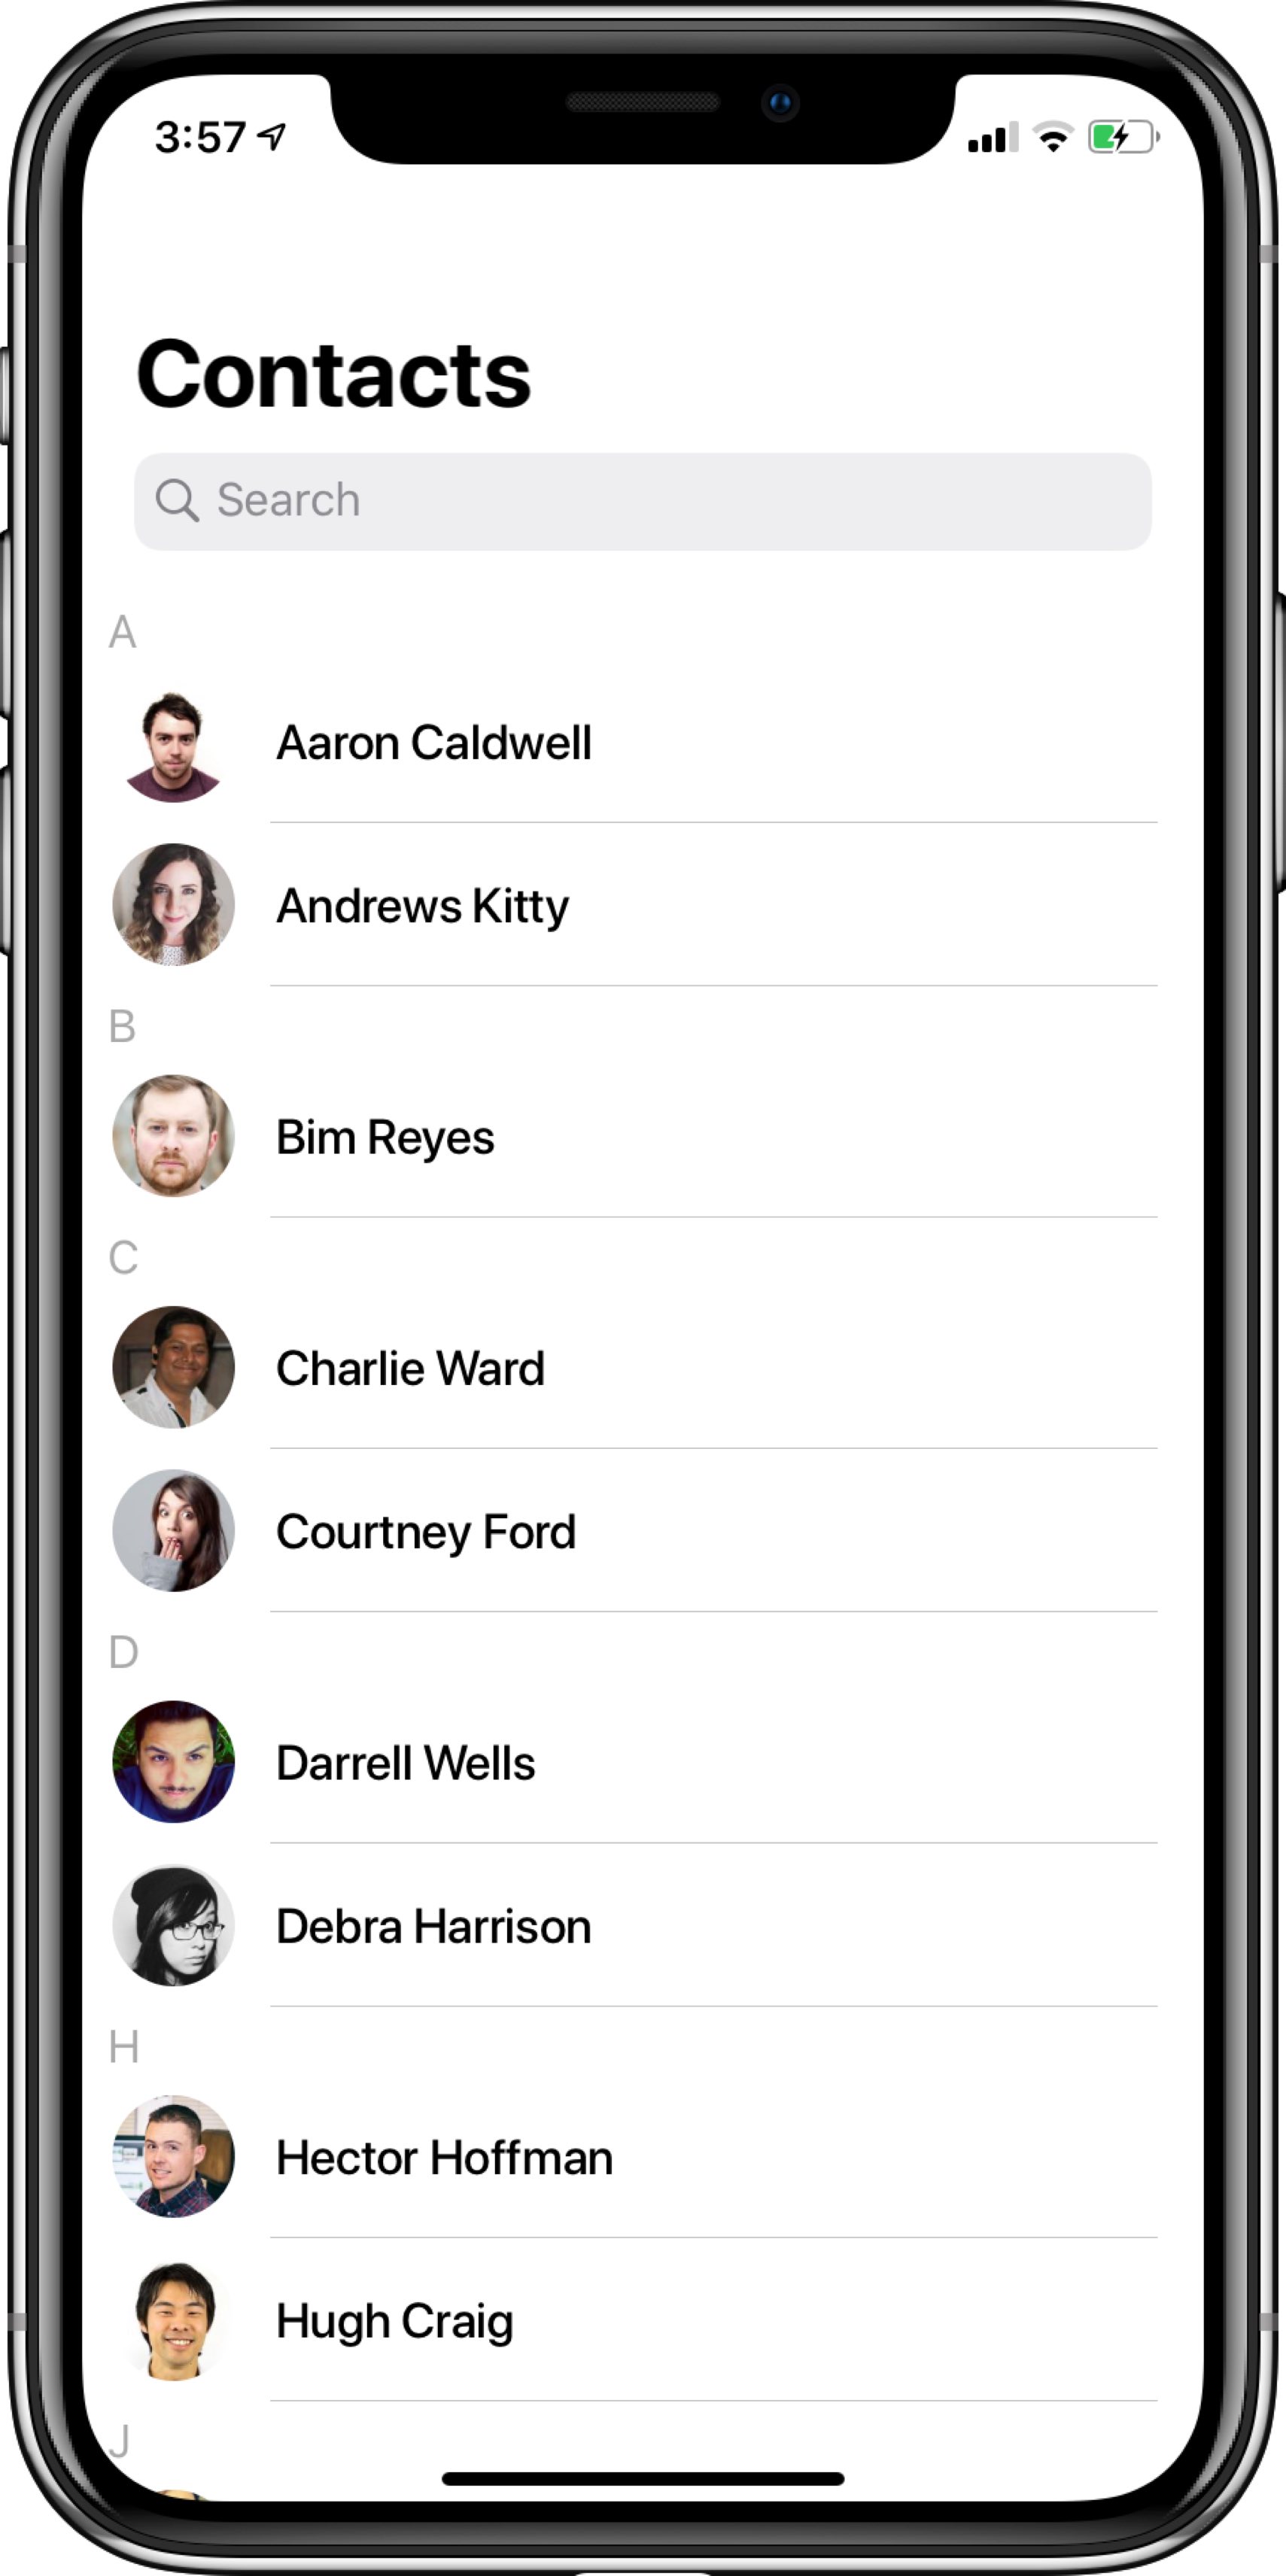 3:57
Contacts
Search
A
Aaron Caldwell
Andrews Kitty
B
Bim Reyes
C
Charlie Ward
Courtney Ford
D
Darrell Wells
Debra Harrison
H
Hector Hoffman
Hugh Craig
J